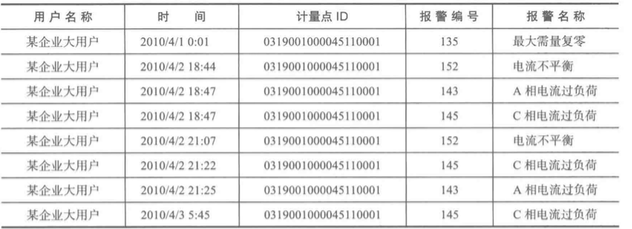 用户名称 时 间 计量点 ID 报警编号 报警名称
某企业大用户 2010/4/1 0:01 0319001000045110001 135 最大需量复零
某企业大用户 2010/4/2 18:44 0319001000045110001 152 电流不平衡
某企业大用户 2010/4/2 18:47 0319001000045110001 143 A 相电流过负荷
某企业大用户 2010/4/2 18:47 0319001000045110001 145 C 相电流过负荷
某企业大用户 2010/4/2 21:07 0319001000045110001 152 电流不平衡
某企业大用户 2010/4/2 21:22 0319001000045110001 145 C 相电流过负荷
某企业大用户 2010/4/2 21:25 0319001000045110001 143 A 相电流过负荷
某企业大用户 2010/4/3 5:45 0319001000045110001 145 C 相电流过负荷